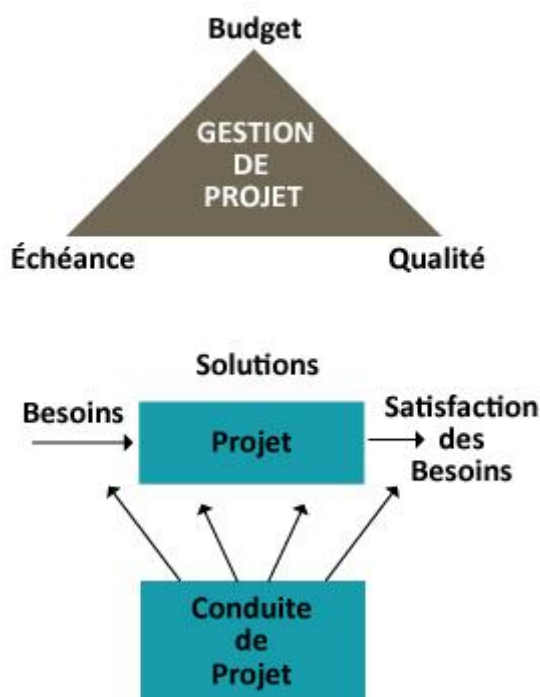 Budget
GESTION
DE
PROJET
Échéance
Qualité
Solutions
Besoins
Projet
Satisfaction
des
Besoins
Conduite
de
Projet